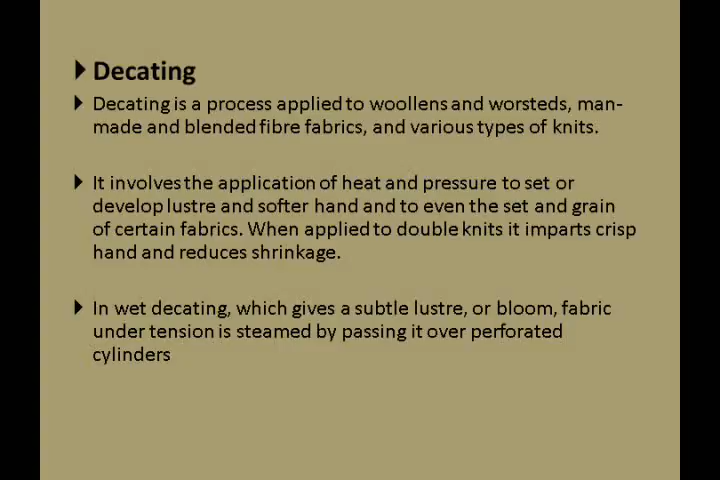 Decating
Decating is a process applied to woollens and worsteds, man-
made and blended fibre fabrics, and various types of knits.
It involves the application of heat and pressure to set or
develop lustre and softer hand and to even the set and grain
of certain fabrics. When applied to double knits it imparts crisp
hand and reduces shrinkage.
In wet decating, which gives a subtle lustre, or bloom, fabric
under tension is steamed by passing it over perforated
cylinders